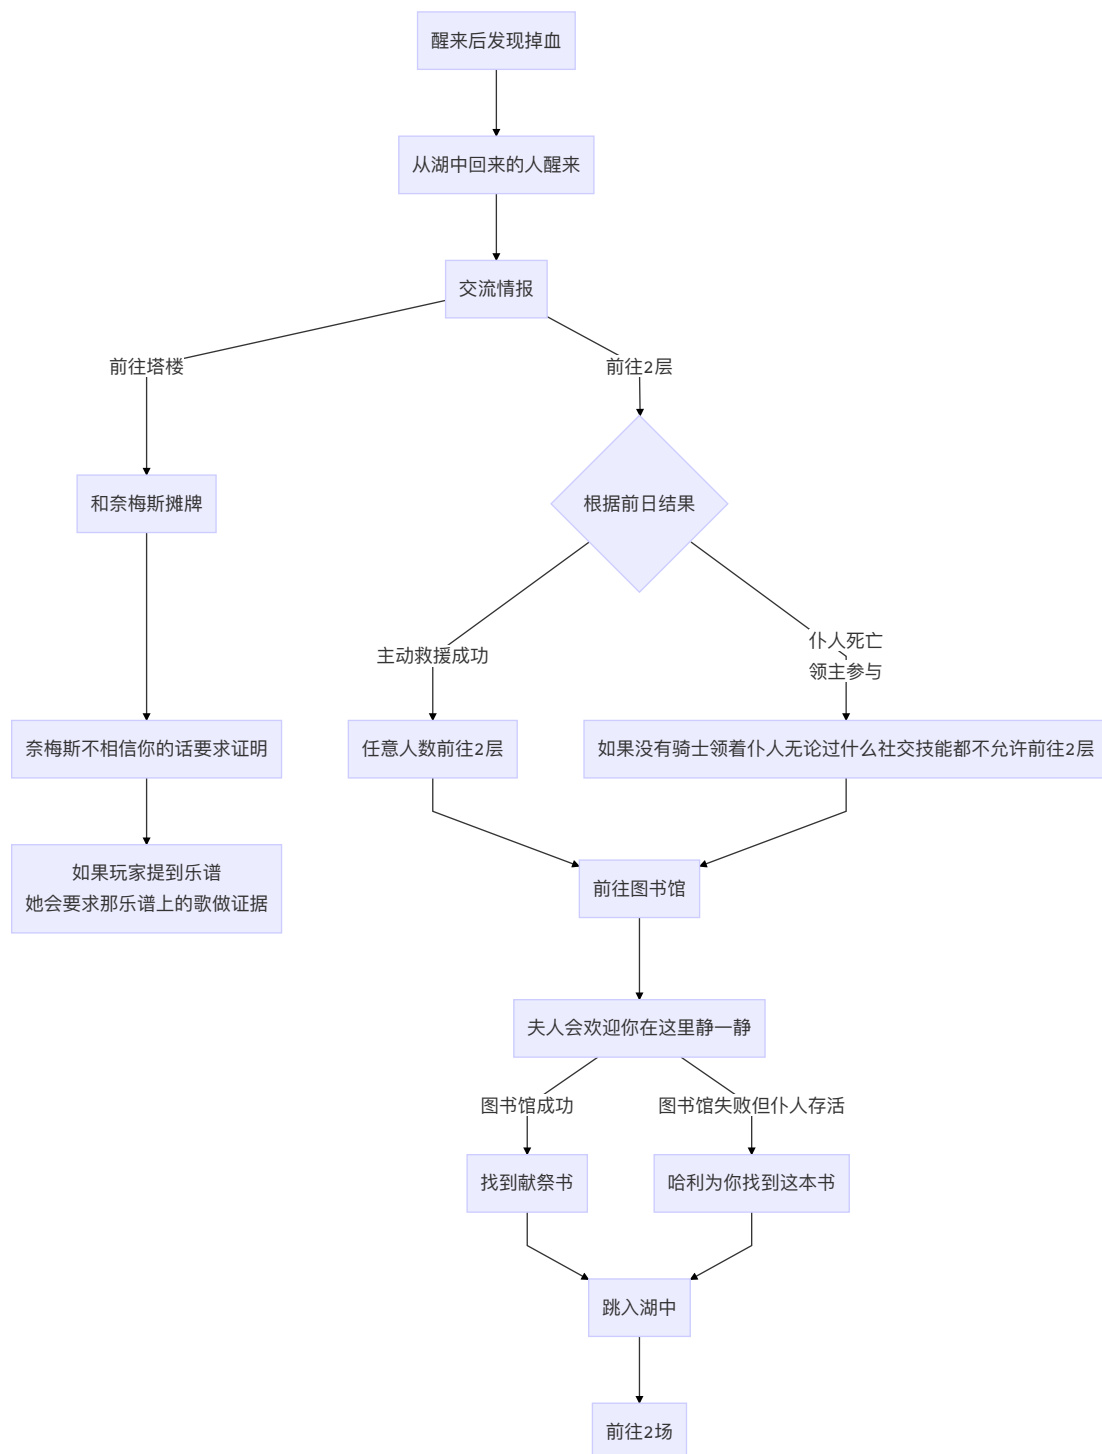 醒来后发现掉血
从湖中回来的人醒来
交流情报
前往塔楼
前往2层
和奈梅斯摊牌
根据前日结果
仆人死亡
领主参与
主动救援成功
奈梅斯不相信你的话要求证明
任意人数前往2层
如果没有骑士领着仆人无论过什么社交技能都不允许前往2层
如果玩家提到乐谱
她会要求那乐谱上的歌做证据
前往图书馆
夫人会欢迎你在这里静一静
图书馆成功
图书馆失败但仆人存活
找到献祭书
哈利为你找到这本书
跳入湖中
前往2场